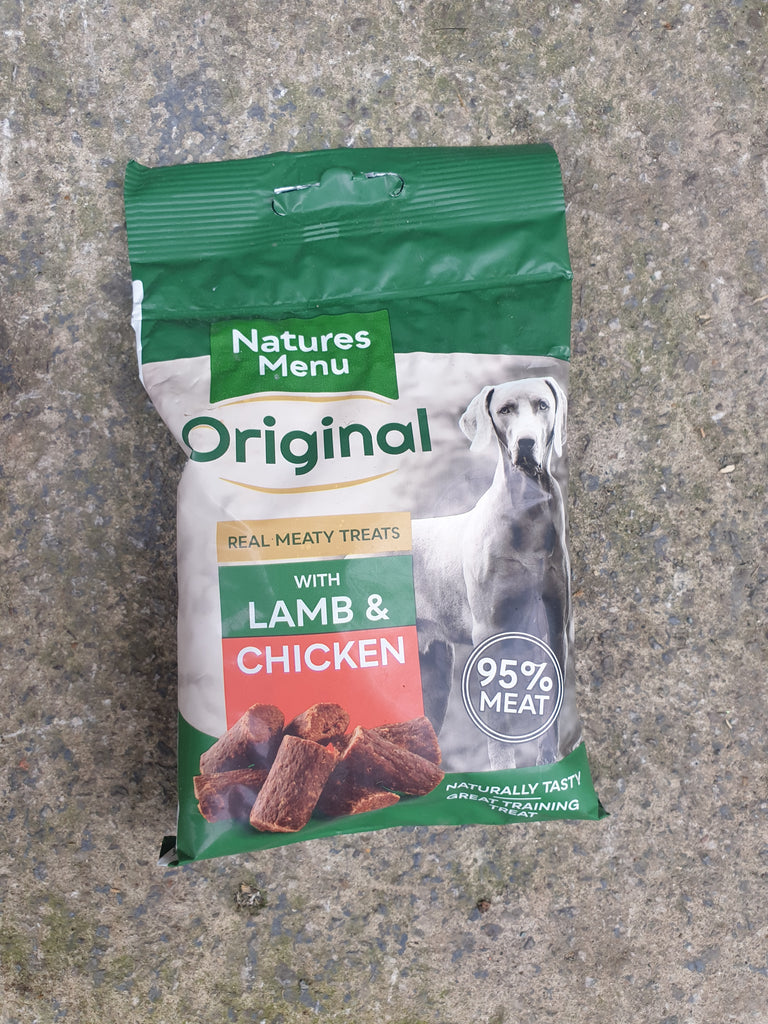 Natures
Menu
Original
REAL MEATY TREATS
WITH
LAMB &
CHICKEN
95%
MEAT
NATURALLY TASTY
GREAT TRAINING
TREAT